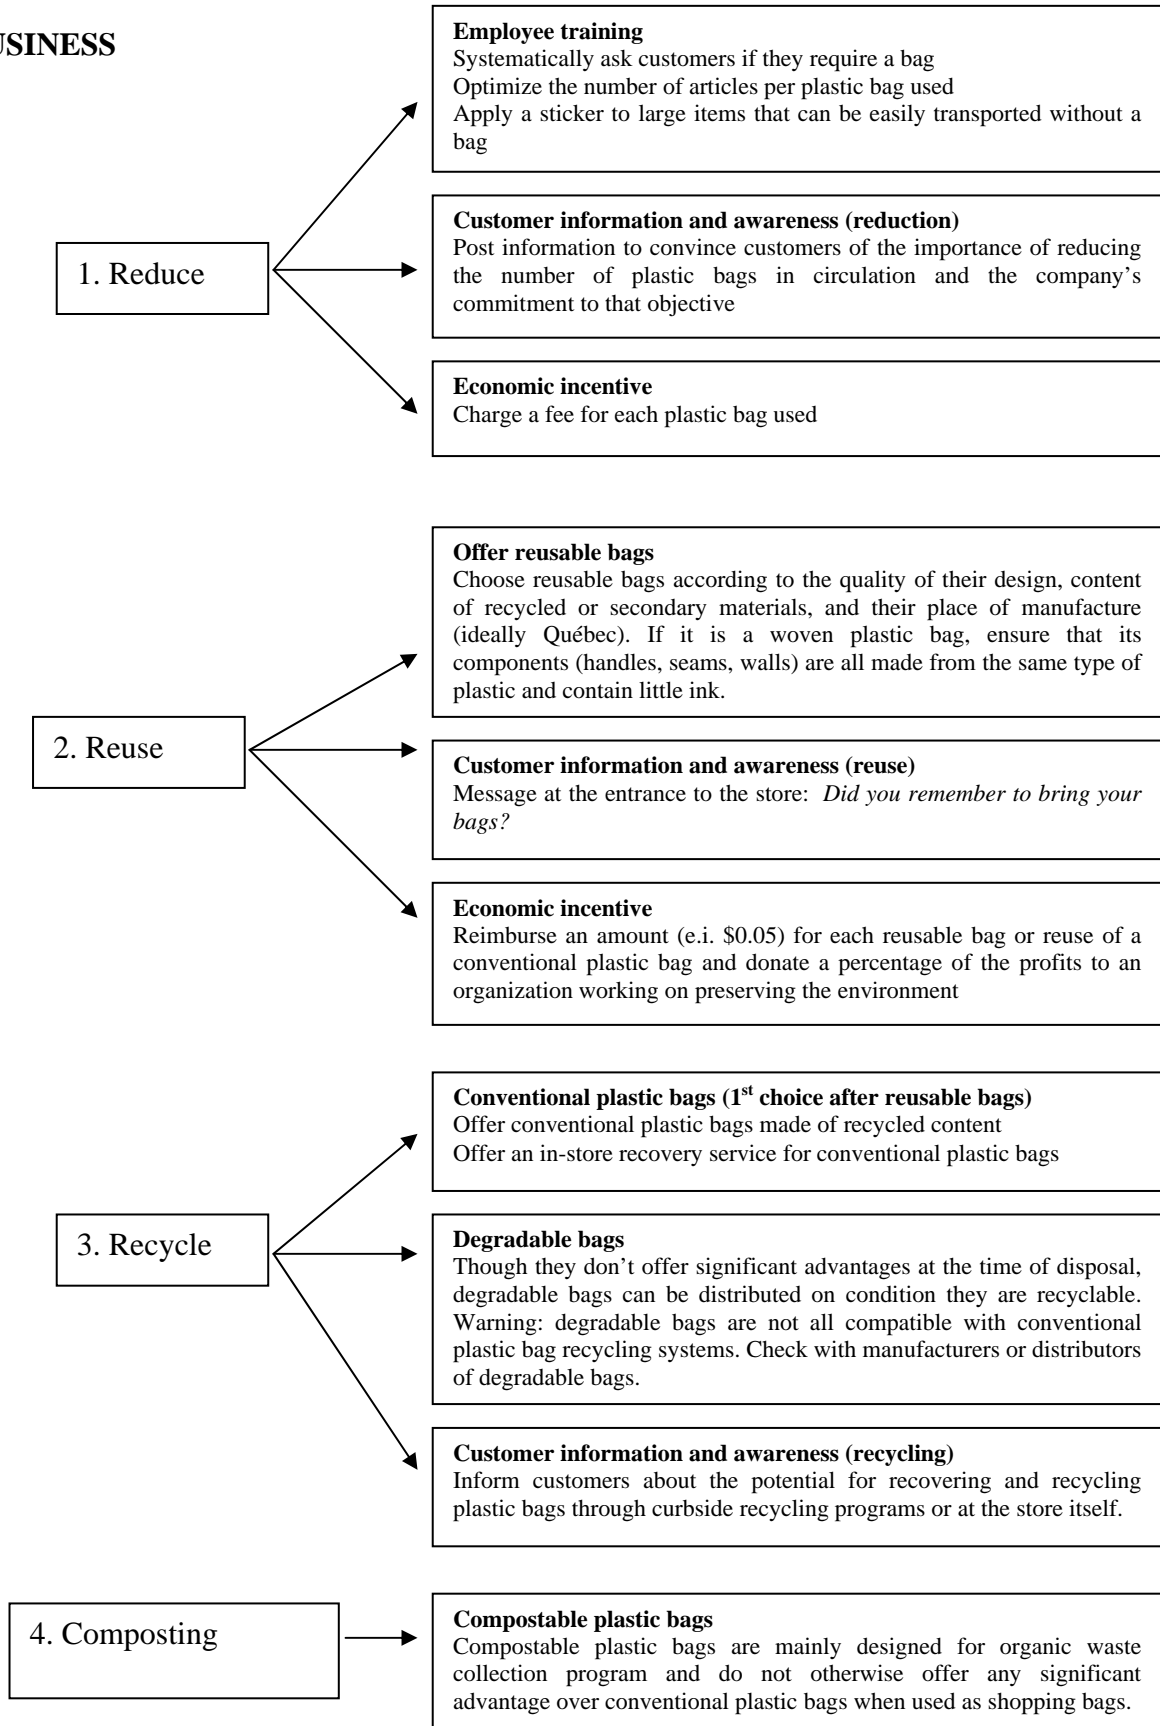 USINESS
Employee training
Systematically ask customers if they require a bag
Optimize the number of articles per plastic bag used
Apply a sticker to large items that can be easily transported without a
bag
1. Reduce
Customer information and awareness (reduction)
Post information to convince customers of the importance of reducing
the number of plastic bags in circulation and the company’s
commitment to that objective
Economic incentive
Charge a fee for each plastic bag used
Offer reusable bags
Choose reusable bags according to the quality of their design, content
of recycled or secondary materials, and their place of manufacture
(ideally Québec). If it is a woven plastic bag, ensure that its
components (handles, seams, walls) are all made from the same type of
plastic and contain little ink.
2. Reuse
Customer information and awareness (reuse)
Message at the entrance to the store: Did you remember to bring your
bags?
Economic incentive
Reimburse an amount (e.i. $0.05) for each reusable bag or reuse of a
conventional plastic bag and donate a percentage of the profits to an
organization working on preserving the environment
Conventional plastic bags (1st choice after reusable bags)
Offer conventional plastic bags made of recycled content
Offer an in-store recovery service for conventional plastic bags
3. Recycle
Degradable bags
Though they don’t offer significant advantages at the time of disposal,
degradable bags can be distributed on condition they are recyclable.
Warning: degradable bags are not all compatible with conventional
plastic bag recycling systems. Check with manufacturers or distributors
of degradable bags.
Customer information and awareness (recycling)
Inform customers about the potential for recovering and recycling
plastic bags through curbside recycling programs or at the store itself.
4. Composting
Compostable plastic bags
Compostable plastic bags are mainly designed for organic waste
collection program and do not otherwise offer any significant
advantage over conventional plastic bags when used as shopping bags.